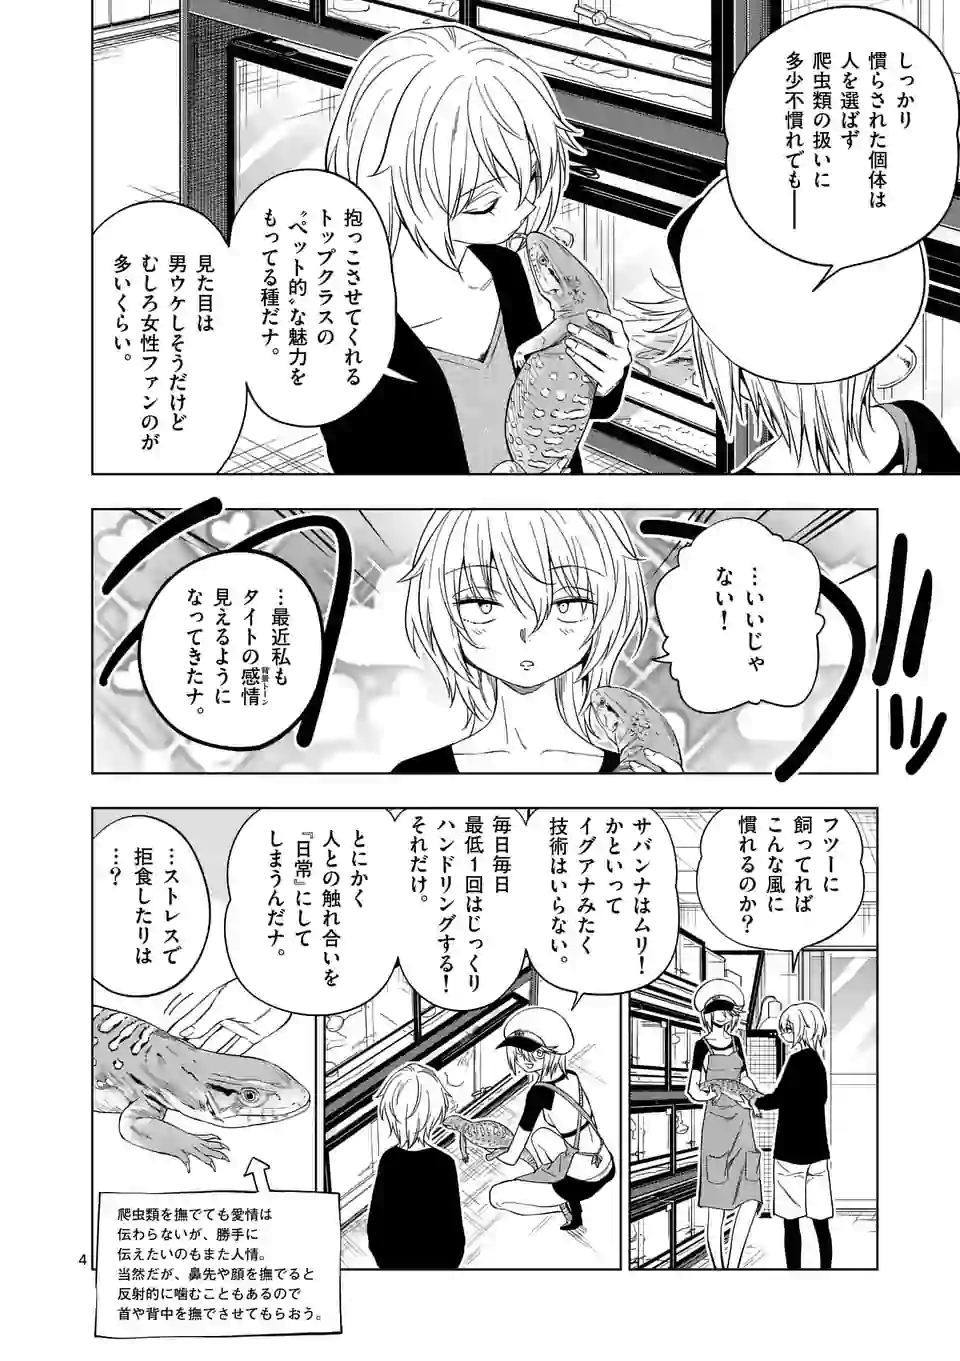 しっかり
慣らされた個体は
人を選ばず
爬虫類の扱いに
多少不慣れでも――
抱っこさせてくれる
トップクラスの
〝ペット的〟な魅力を
もってる種だナ。
見た目は
男ウケしそうだけど
むしろ女性ファンのが
多いくらい。
…いいじゃ
ない！
…最近私も
タイトの感情
背景トーン
見えるように
なってきたナ。
フツーに
飼ってれば
こんな風に
慣れるのか？
サバンナはムリ！
かといって
イグアナみたく
技術はいらない。
毎日毎日
最低１回はじっくり
ハンドリングする！
それだけ。
とにかく
人との触れ合いを
『日常』にして
しまうんだナ。
…ストレスで
拒食したりは
…？
爬虫類を撫でても愛情は
伝わらないが、勝手に
伝えたいのもまた人情。
当然だが、鼻先や顔を撫でると
反射的に噛むこともあるので
首や背中を撫でさせてもらおう。
4